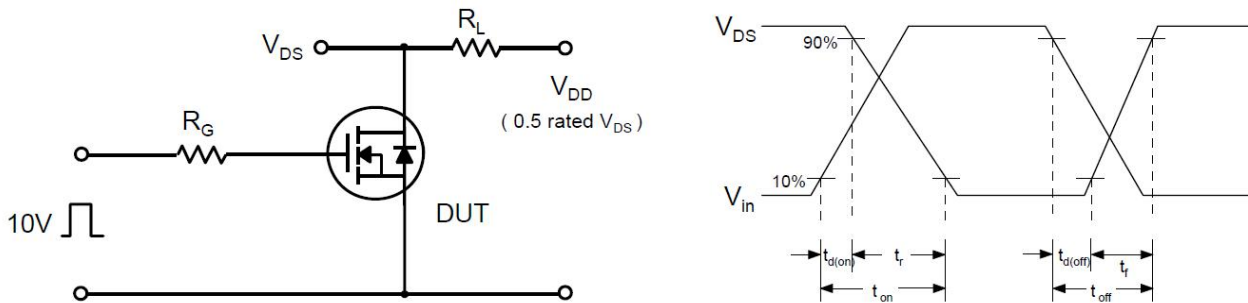 V_DS
R_L
V_DD
( 0.5 rated V_DS )
R_G
DUT
10V
V_DS
90%
10%
V_in
t_d(on)
t_r
t_on
t_d(off)
t_f
t_off